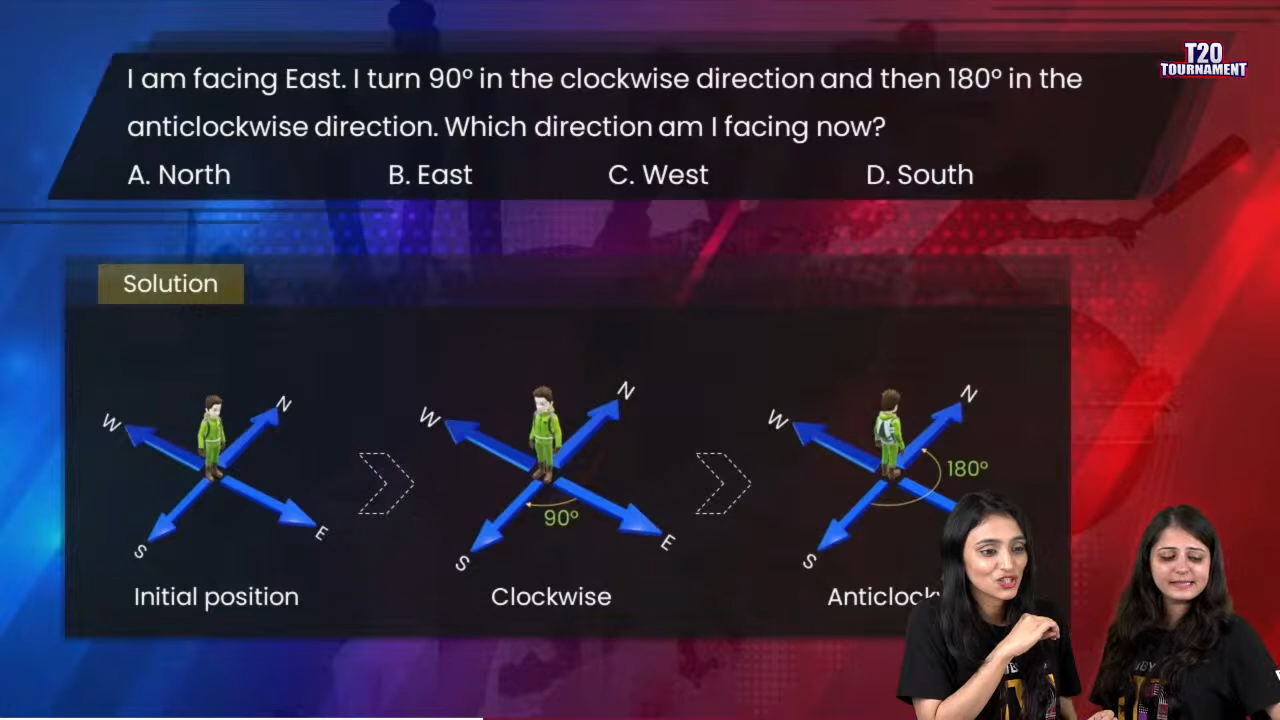 T20
TOURNAMENT
I am facing East. I turn 90° in the clockwise direction and then 180° in the
anticlockwise direction. Which direction am I facing now?
A. North B. East C. West D. South
Solution
W N S E
W N S E
90°
W N S
180°
Initial position
Clockwise